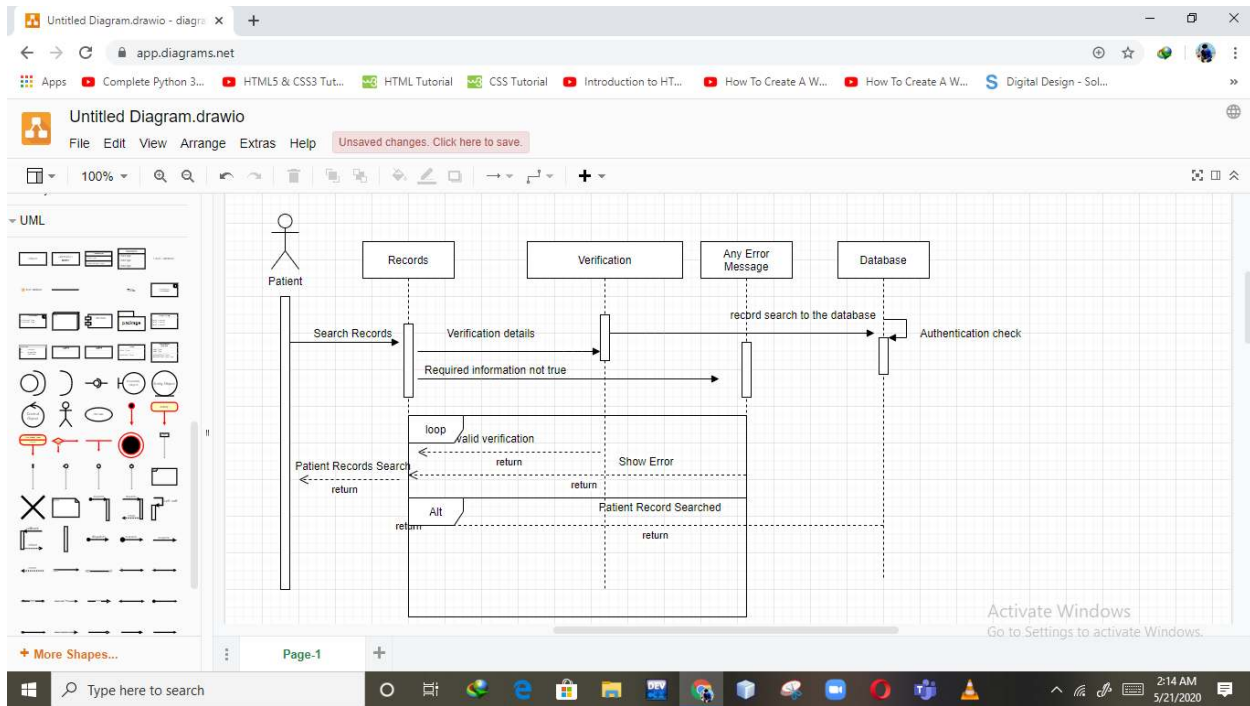 Untitled Diagram.drawio - diagra
app.diagrams.net
Apps Complete Python 3... HTML5 & CSS3 Tut... HTML Tutorial CSS Tutorial Introduction to HT... How To Create A W... How To Create A W... Digital Design - Sol... »
Untitled Diagram.drawio
File Edit View Arrange Extras Help Unsaved changes. Click here to save.
100%
UML
Patient
Records
Verification
Any Error
Message
Database
record search to the database
Search Records
Verification details
Authentication check
Required information not true
loop
valid verification
return
Show Error
Patient Records Search
return
return
Alt
Patient Record Searched
return
return
package
Activate Windows
Go to Settings to activate Windows.
+ More Shapes...
Page-1
Type here to search
DEV
2:14 AM
5/21/2020